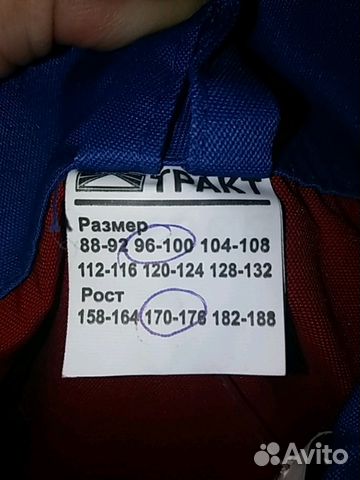 ТРАКТ
Размер
88-92 96-100 104-108
112-116 120-124 128-132
Рост
158-164 170-176 182-188
Avito